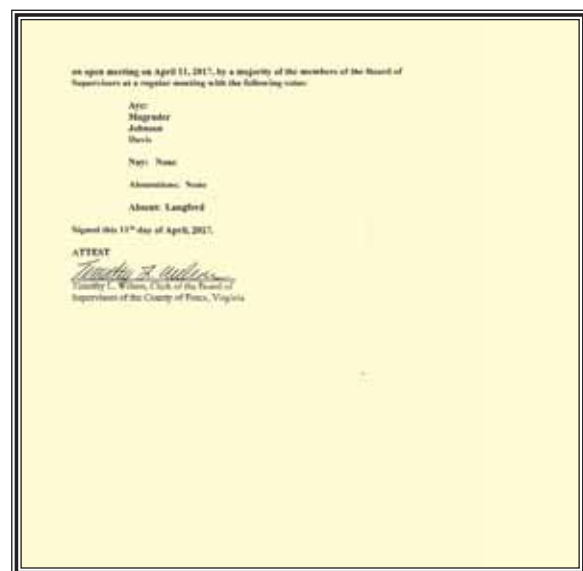 open meeting on April 11, 2017, by a majority of the members of the Board of
Supervisors at a regular meeting with the following votes:
Aye:
Magruder
Johnson
Davis
Nay: None
Abstentions: None
Absent: Langford
Signed this 11th day of April, 2017.
ATTEST
Timothy L. Wilson
Timothy L. Wilson, Clerk of the Board of
Supervisors of the County of Virginia